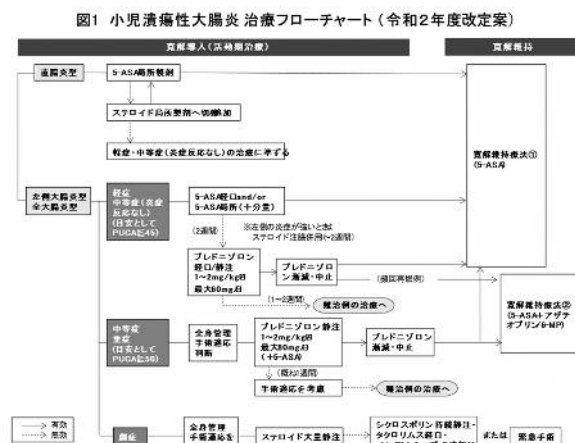 図1 小児潰瘍性大腸炎 治療フローチャート（令和2年度改定案）
寛解導入（活動期治療）
寛解維持
直腸炎型
5-ASA局所製剤
ステロイド局所製剤へ切替/追加
軽症・中等症(炎症反応なし)の治療に準ずる
寛解維持療法①
(5-ASA)
左側大腸炎型
全大腸炎型
軽症
中等症(炎症
反応なし)
(目安として
5-ASA経口and/or
5-ASA局所(十分量)
(2週間)
※左側の炎症が強いときは
ステロイド注腸併用(~2週間)
プレドニゾロン
経口/静注
1~2mg/kg/日
最大60mg/日
プレドニゾロ
ン漸減・中止
(頻回再燃例)
(1~2週間)
難治例の治療へ
寛解維持療法②
(5-ASA+アザチ
オプリン/6-MP)
中等症
重症
(目安として
全身管理
手術適応
判断
プレドニゾロン静注
1~2mg/kg/日
(+5-ASA)
プレドニゾロン
漸減・中止
手術適応を考慮
難治例の治療へ
有効
無効
劇症
全身管理
手術適応を
ステロイド大量静注
シクロスポリン持続静注・
タクロリムス経口・
または
緊急手術